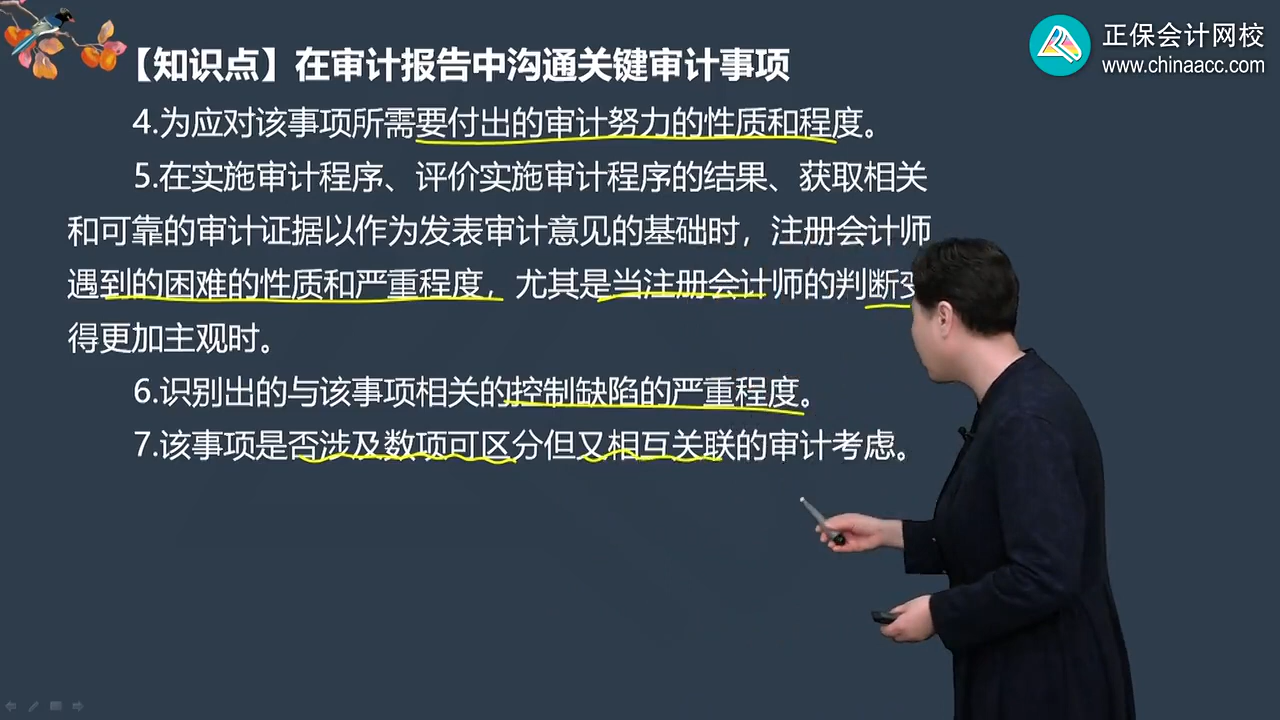 正保会计网校
www.chinaacc.com
【知识点】在审计报告中沟通关键审计事项
4.为应对该事项所需要付出的审计努力的性质和程度。
5.在实施审计程序、评价实施审计程序的结果、获取相关
和可靠的审计证据以作为发表审计意见的基础时，注册会计师
遇到的困难的性质和严重程度，尤其是当注册会计师的判断变
得更加主观时。
6.识别出的与该事项相关的控制缺陷的严重程度。
7.该事项是否涉及数项可区分但又相互关联的审计考虑。